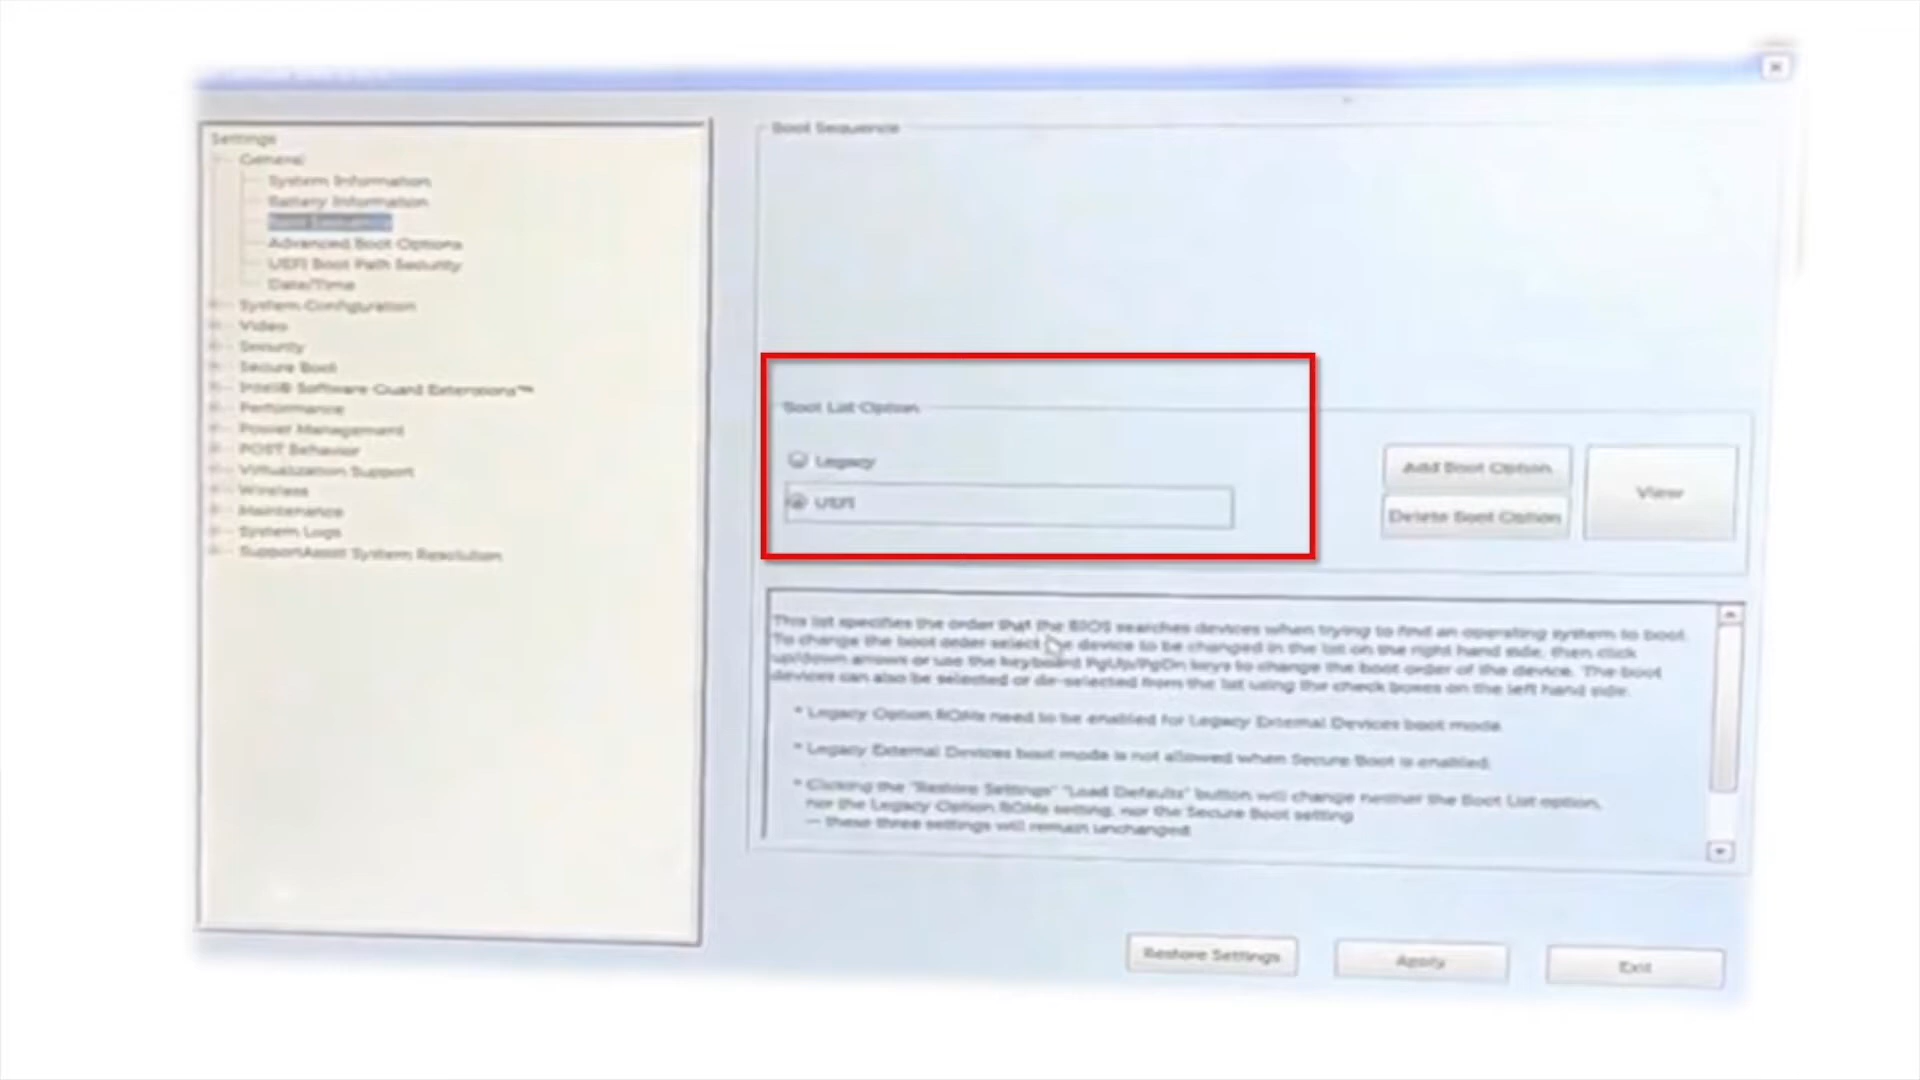 Settings
General
System Information
Battery Information
Boot Sequence
Advanced Boot Options
UEFI Boot Path Security
Date/Time
System Configuration
Video
Security
Secure Boot
Intel® Software Guard Extensions™
Performance
Power Management
POST Behavior
Virtualization Support
Wireless
Maintenance
System Logs
SupportAssist System Resolution
Boot Sequence
Boot List Option
Legacy
UEFI
Add Boot Option
Delete Boot Option
View
This list specifies the order that the BIOS searches devices when trying to find an operating system to boot.
To change the boot order select the device to be changed in the list on the right hand side, then click
up/down arrows or use the keyboard PgUp/PgDn keys to change the boot order of the device. The boot
devices can also be selected or de-selected from the list using the check boxes on the left hand side.
* Legacy Option ROMs need to be enabled for Legacy External Devices boot mode.
* Legacy External Devices boot mode is not allowed when Secure Boot is enabled.
* Clicking the "Restore Settings" "Load Defaults" button will change neither the Boot List option,
nor the Legacy Option ROMs setting, nor the Secure Boot setting
-- these three settings will remain unchanged.
Restore Settings
Apply
Exit